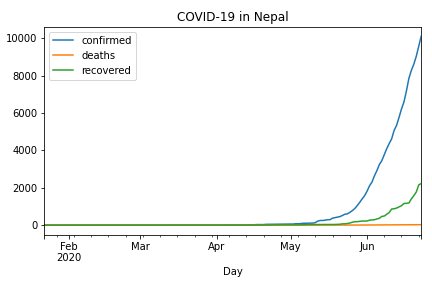 COVID-19 in Nepal
confirmed
deaths
recovered
10000
8000
6000
4000
2000
0
Feb Mar Apr May Jun
2020
Day